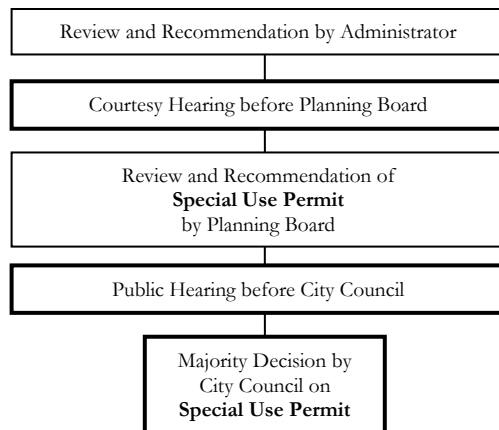 Review and Recommendation by Administrator
Courtesy Hearing before Planning Board
Review and Recommendation of
Special Use Permit
by Planning Board
Public Hearing before City Council
Majority Decision by
City Council on
Special Use Permit